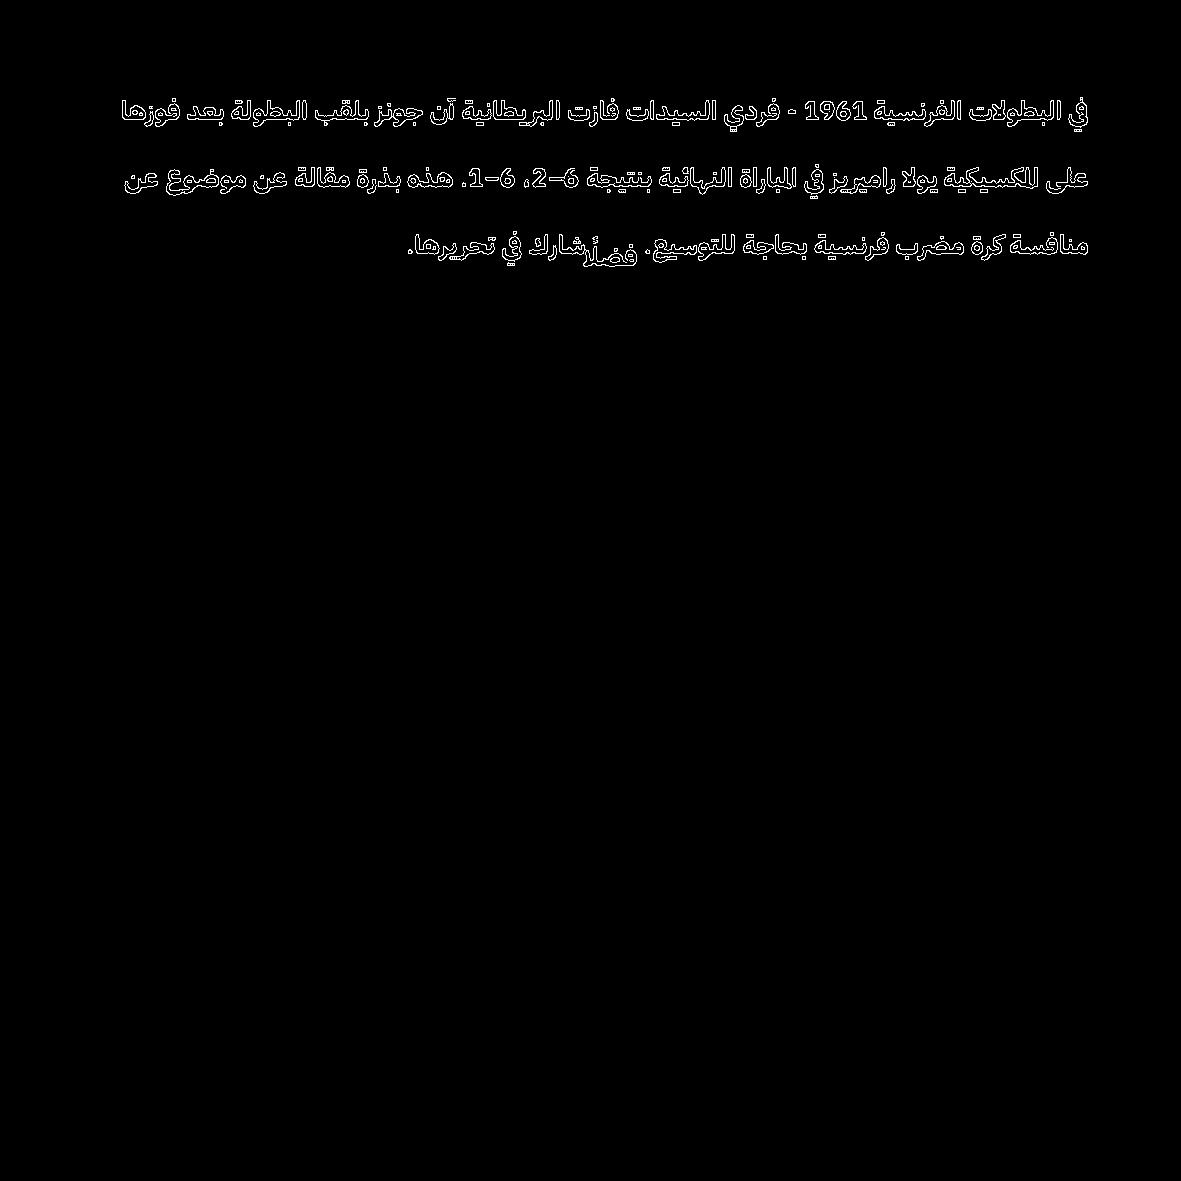 في البطولات الفرنسية 1961 - فردي السيدات فازت البريطانية آن جونز بلقب البطولة بعد فوزها
على المكسيكية يولا راميريز في المباراة النهائية بنتيجة 6–2، 6–1. هذه بذرة مقالة عن موضوع عن
منافسة كرة مضرب فرنسية بحاجة للتوسيع. فضلًا شارك في تحريرها.